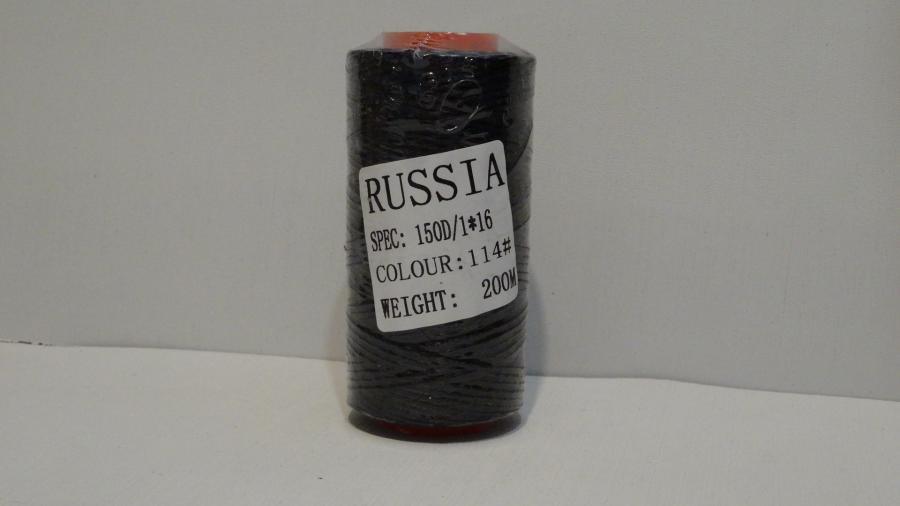 RUSSIA
SPEC: 150D/1*16
COLOUR:114#
WEIGHT: 200M